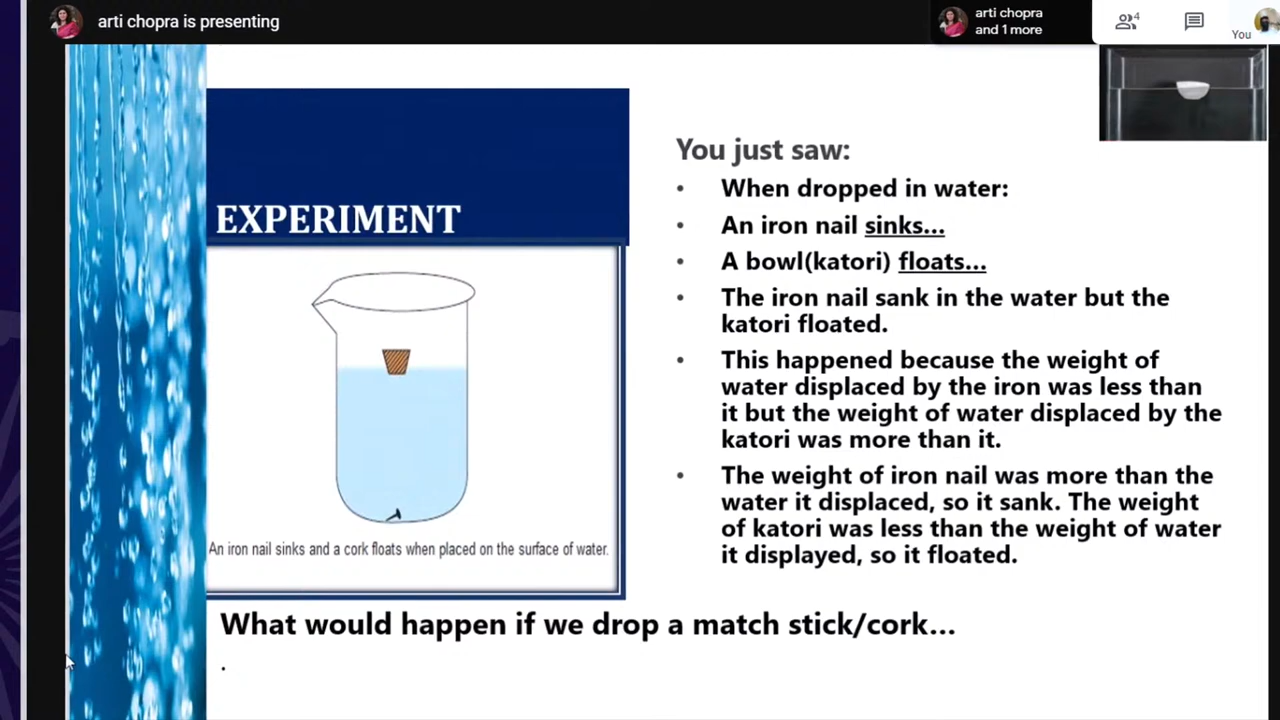 arti chopra is presenting
arti chopra
and 1 more
4
You
EXPERIMENT
An iron nail sinks and a cork floats when placed on the surface of water.
You just saw:
• When dropped in water:
• An iron nail sinks...
• A bowl(katori) floats...
• The iron nail sank in the water but the
katori floated.
• This happened because the weight of
water displaced by the iron was less than
it but the weight of water displaced by the
katori was more than it.
• The weight of iron nail was more than the
water it displaced, so it sank. The weight
of katori was less than the weight of water
it displayed, so it floated.
What would happen if we drop a match stick/cork...
.